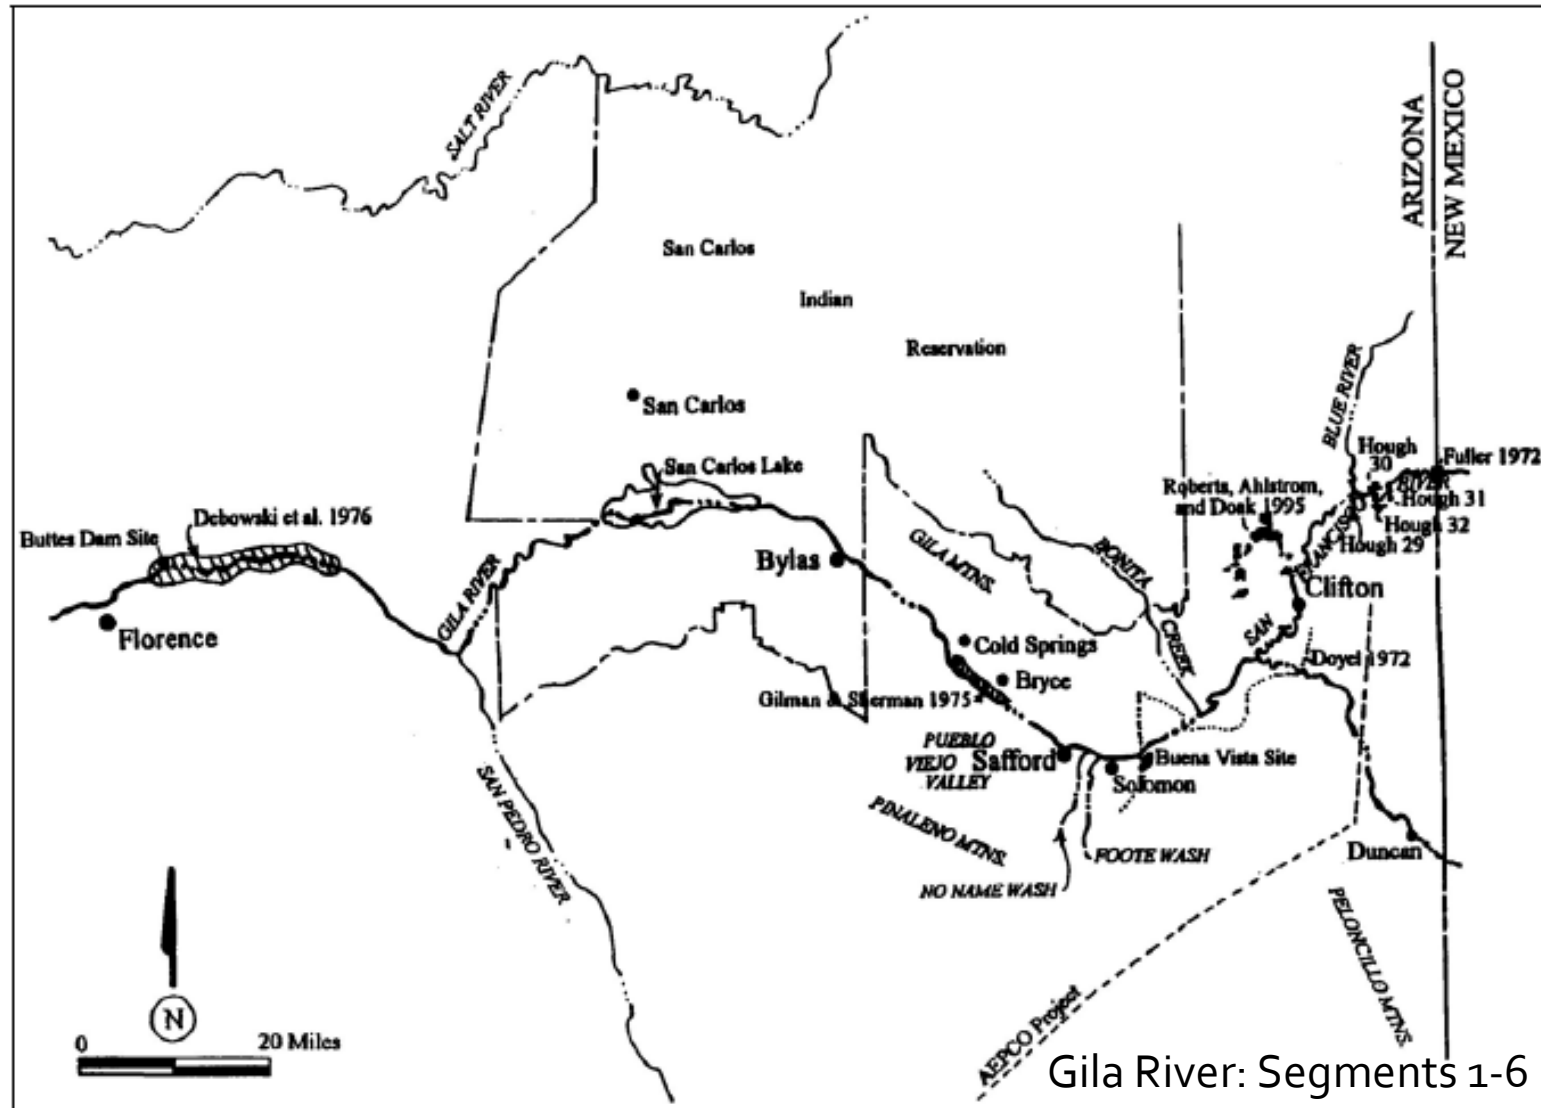 ARIZONA
NEW MEXICO
SALT RIVER
San Carlos
Indian
Reservation
BLUE RIVER
San Carlos
San Carlos Lake
Hough
30
Fuller 1972
RIVER
Roberts, Ahlstrom,
and Doak 1995
Hough 31
Hough 32
Hough 29
FRANCISCO
Debowski et al. 1976
Buttes Dam Site
GILA RIVER
Bylas
GILA MTNS.
BONITA
CREEK
Clifton
SAN
Florence
Cold Springs
Bryce
Doyel 1972
Gilman & Sherman 1975
PUEBLO
VIEJO
VALLEY
Safford
Buena Vista Site
Solomon
SAN PEDRO RIVER
PINALENO MTNS.
FOOTE WASH
NO NAME WASH
Duncan
PELONCILLO MTNS.
N
0
20 Miles
AEPCO Project
Gila River: Segments 1-6